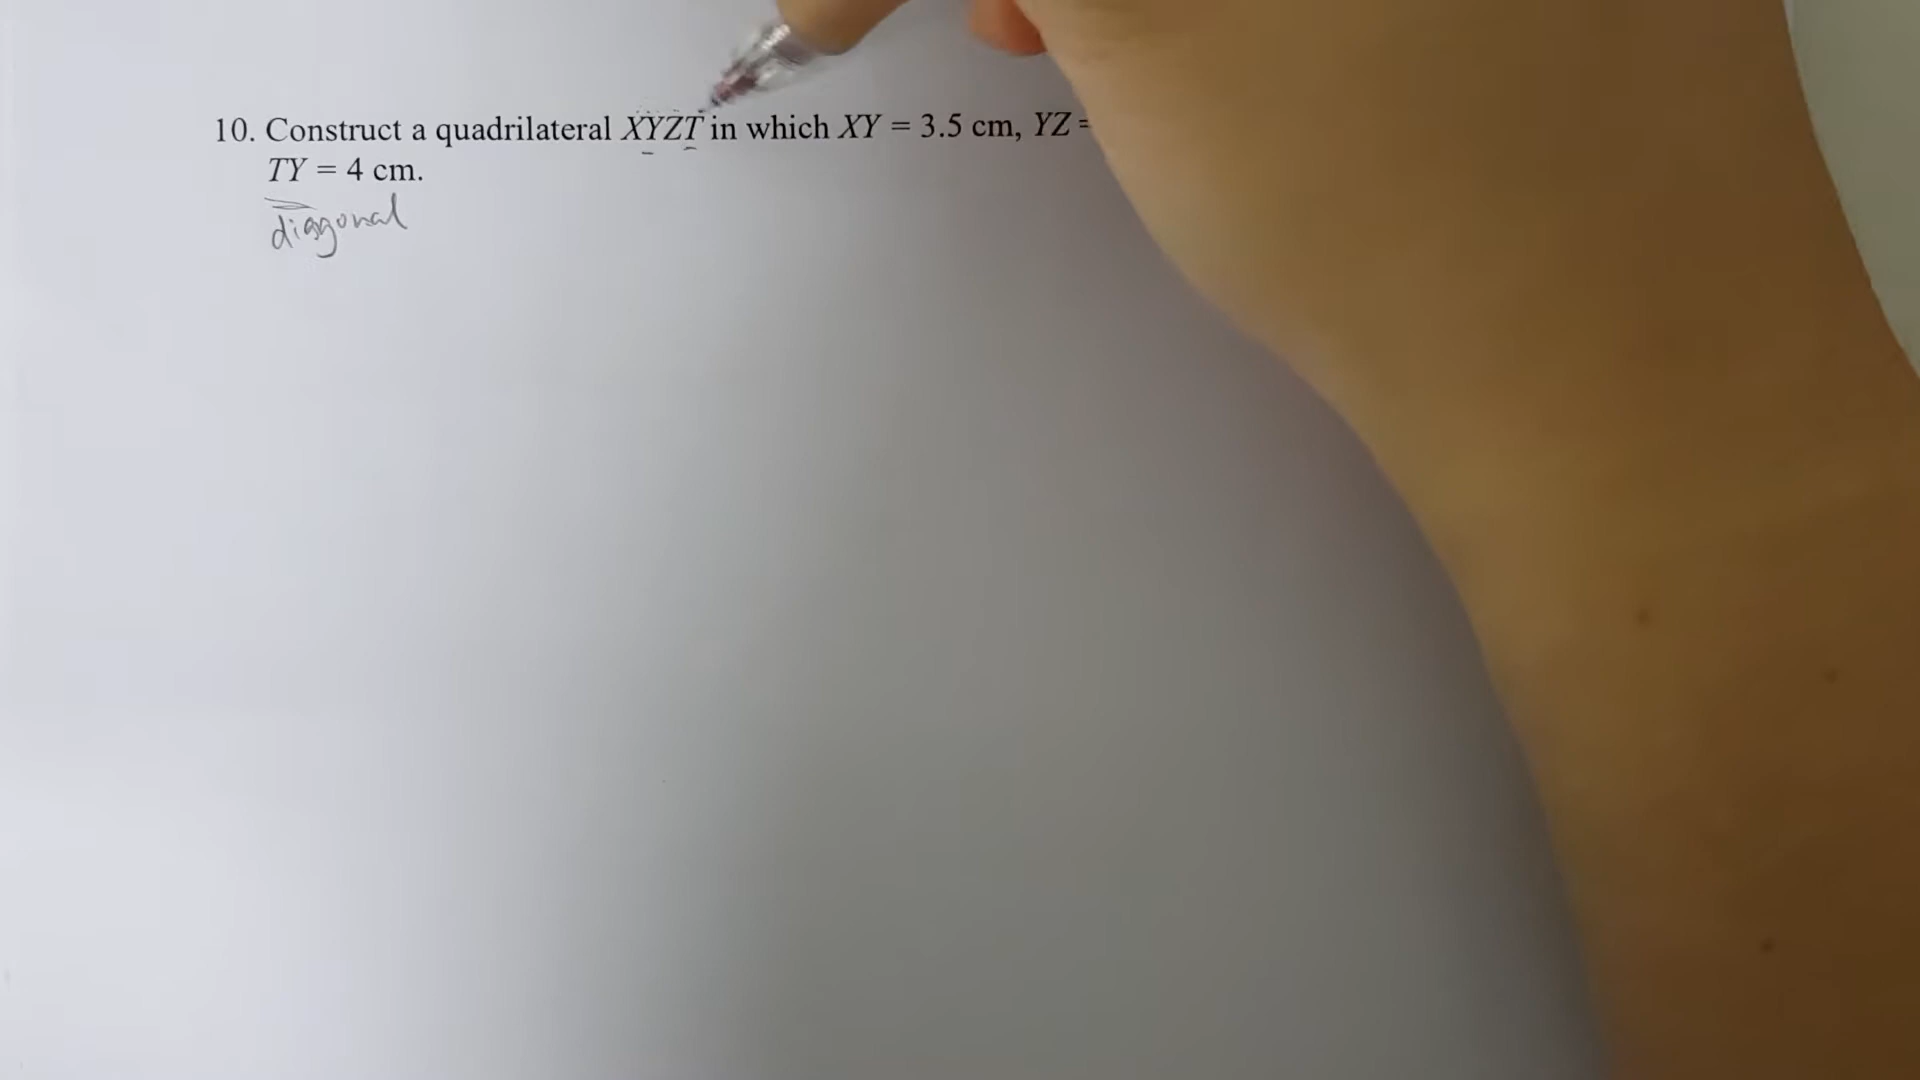 10. Construct a quadrilateral XYZT in which XY = 3.5 cm, YZ =
TY = 4 cm.
diagonal